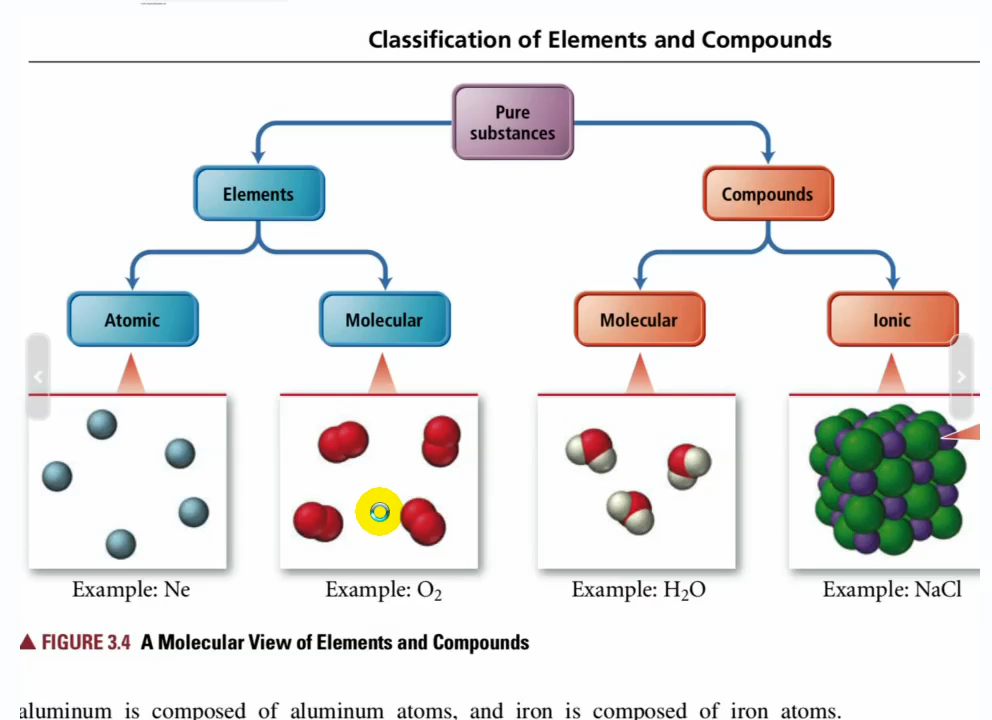 Classification of Elements and Compounds
Pure
substances
Elements
Compounds
Atomic
Molecular
Molecular
Ionic
Example: Ne
Example: O₂
Example: H₂O
Example: NaCl
▲ FIGURE 3.4 A Molecular View of Elements and Compounds
aluminum is composed of aluminum atoms, and iron is composed of iron atoms.